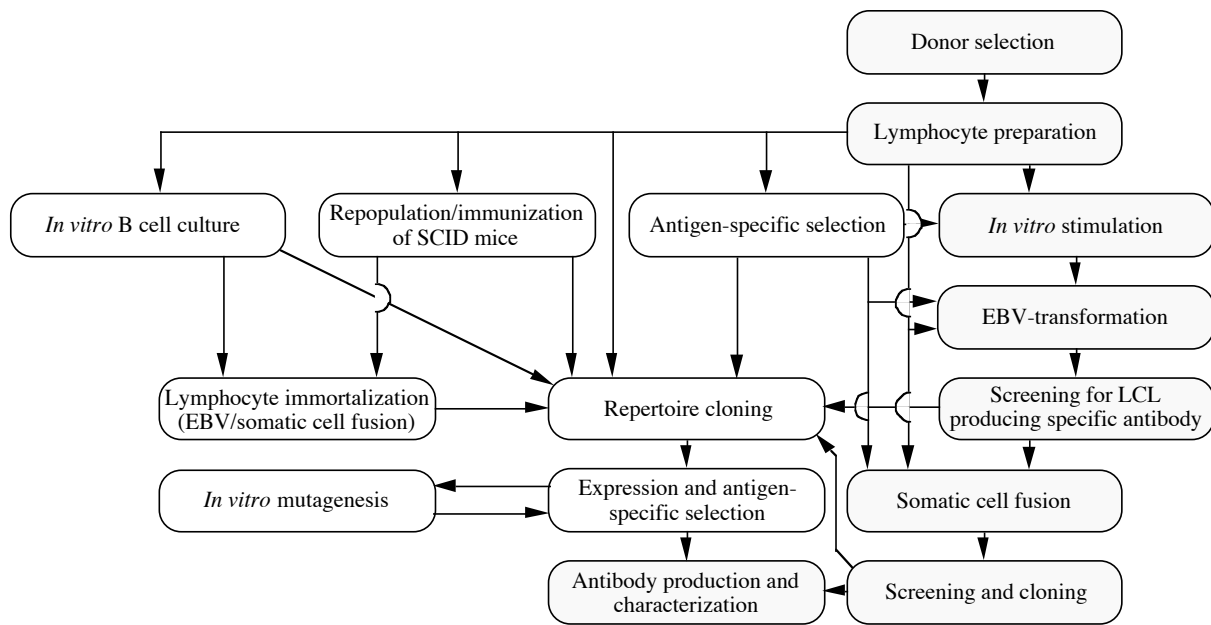 Donor selection
Lymphocyte preparation
In vitro B cell culture
Repopulation/immunization
of SCID mice
Antigen-specific selection
In vitro stimulation
EBV-transformation
Lymphocyte immortalization
(EBV/somatic cell fusion)
Repertoire cloning
Screening for LCL
producing specific antibody
In vitro mutagenesis
Expression and antigen-
specific selection
Somatic cell fusion
Antibody production and
characterization
Screening and cloning